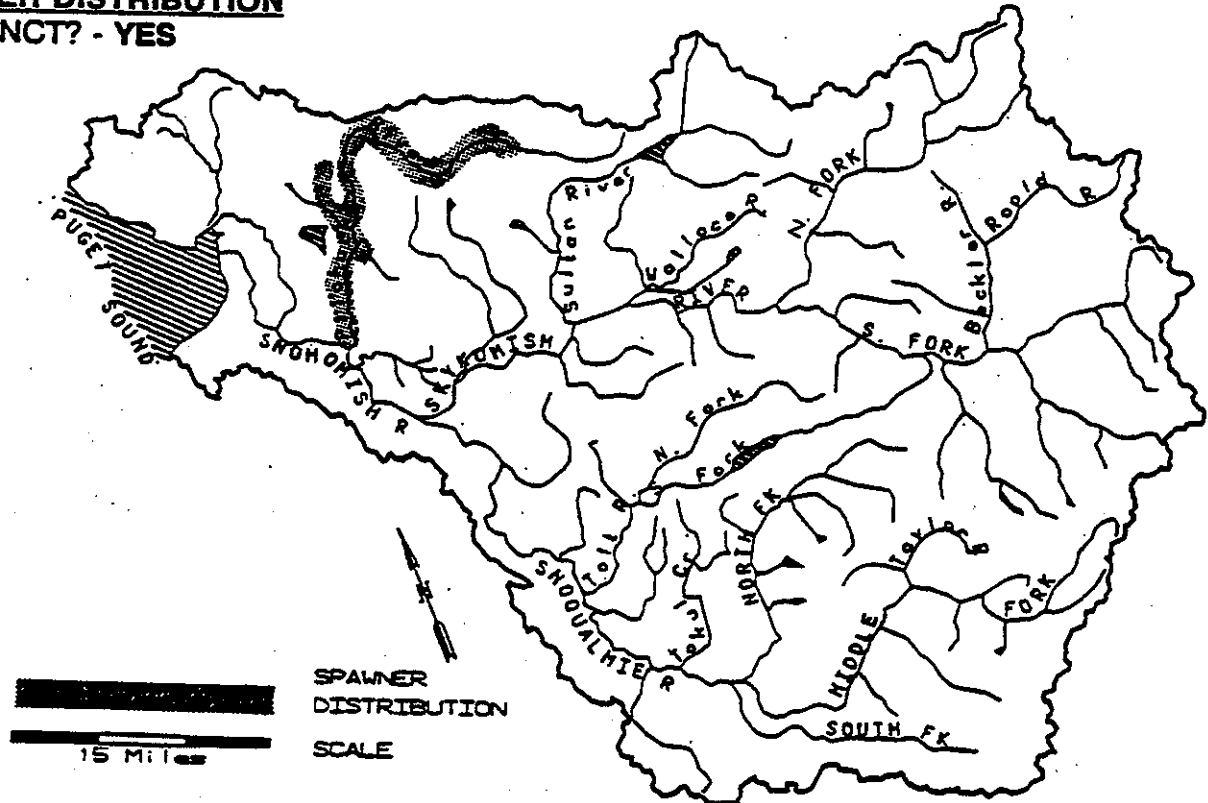 DISTRIBUTION
NCT? - YES
PUGET
SOUND
SNOHOMISH R
SKYKOMISH
RIVER
Sultan River
Wallace R
N. FORK
S. FORK
Beckler R.
Rapid R
N. Fork
S. Fork
Tolt R.
SNOQUALMIE R
Tokul Cr
NORTH FK
MIDDLE FORK
Taylor R
SOUTH FK
N
SPAWNER
DISTRIBUTION
SCALE
15 Miles